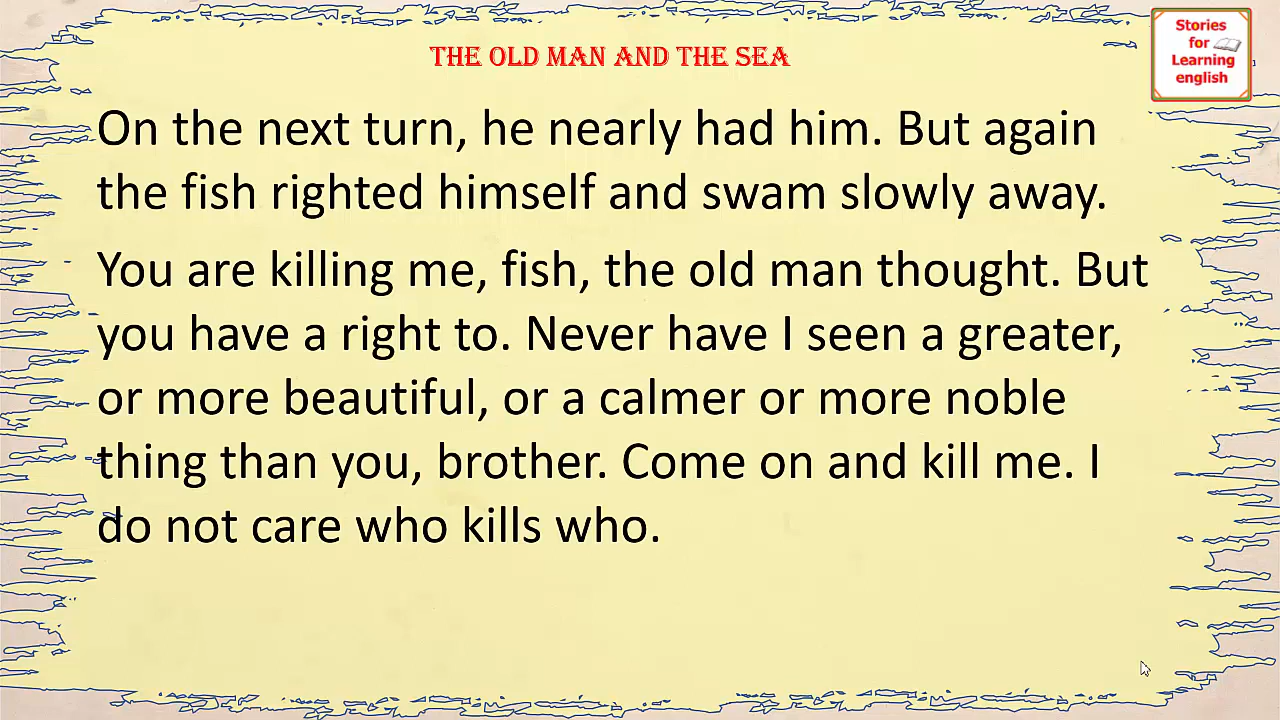 THE OLD MAN AND THE SEA
Stories
for
Learning
english
On the next turn, he nearly had him. But again
the fish righted himself and swam slowly away.
You are killing me, fish, the old man thought. But
you have a right to. Never have I seen a greater,
or more beautiful, or a calmer or more noble
thing than you, brother. Come on and kill me. I
do not care who kills who.